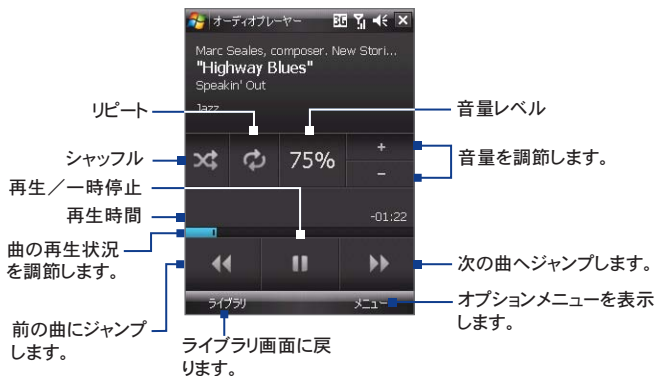 オーディオプレーヤー
3G
Marc Seales, composer. New Stori...
"Highway Blues"
Speakin' Out
Jazz
リピート
音量レベル
シャッフル
75%
+
−
音量を調節します。
再生／一時停止
再生時間
-01:22
曲の再生状況
を調節します。
次の曲へジャンプします。
前の曲にジャンプ
します。
ライブラリ
メニュー
オプションメニューを表示
します。
ライブラリ画面に戻
ります。